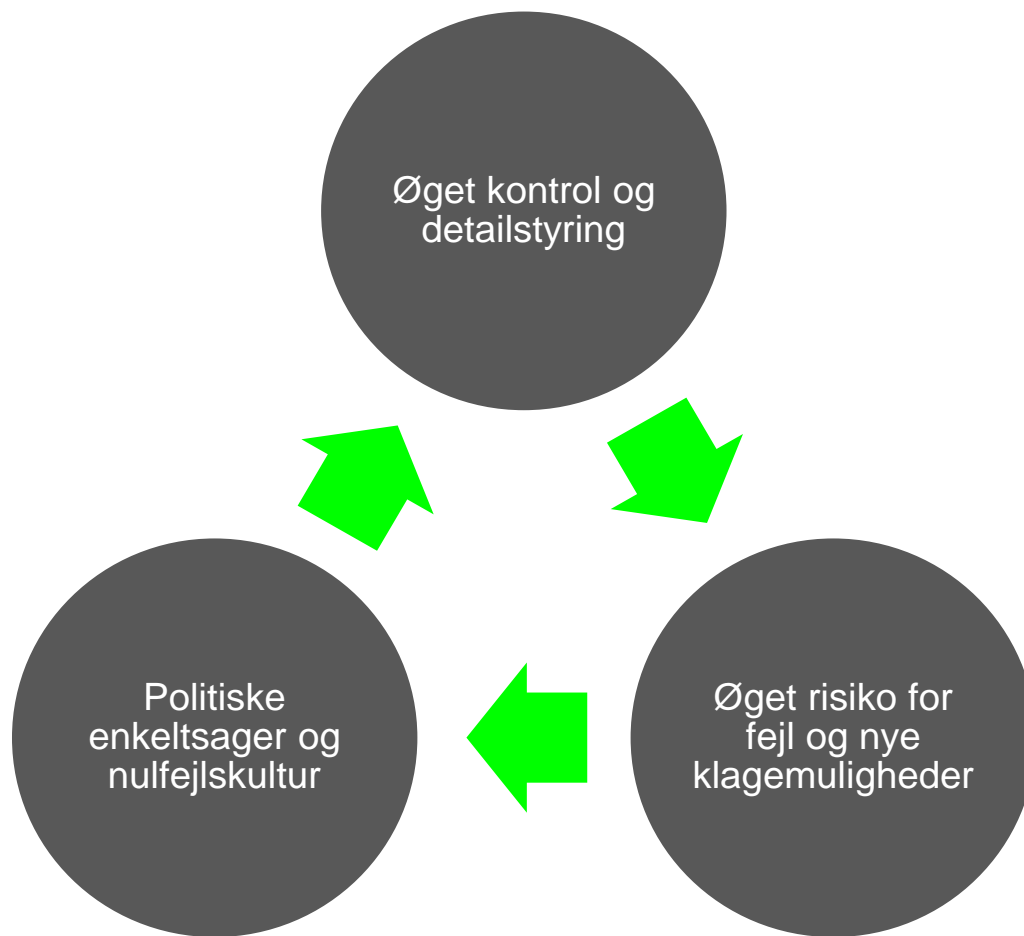 Øget kontrol og
detailstyring
Øget risiko for
fejl og nye
klagemuligheder
Politiske
enkeltsager og
nulfejlskultur